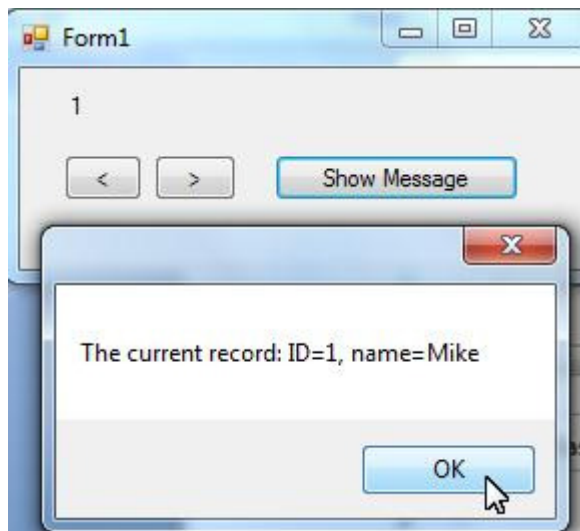 Form1
1
< > Show Message
The current record: ID=1, name=Mike
OK